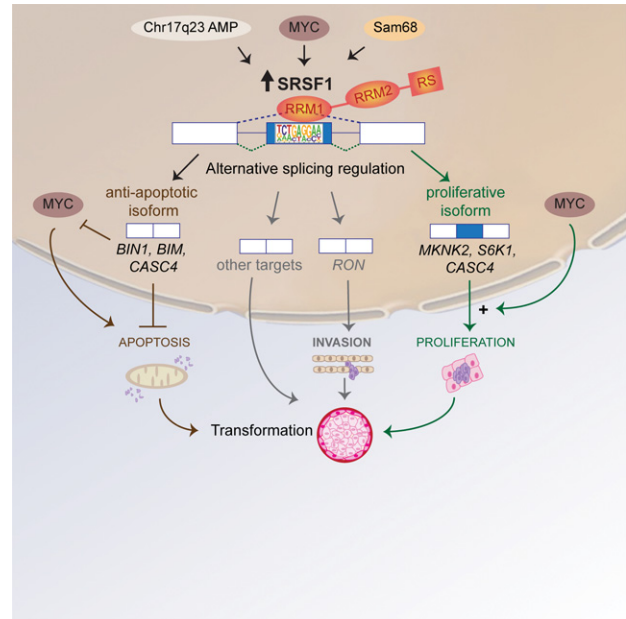 Chr17q23 AMP
MYC
Sam68
SRSF1
RRM1
RRM2
RS
TCTGAGGAA
Alternative splicing regulation
MYC
anti-apoptotic
isoform
BIN1, BIM,
CASC4
other targets
RON
proliferative
isoform
MKNK2, S6K1,
CASC4
MYC
+
APOPTOSIS
INVASION
PROLIFERATION
Transformation